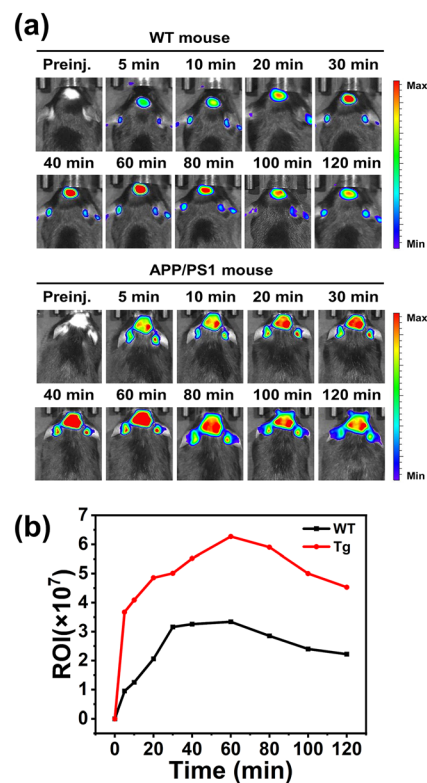 (a)
WT mouse
Preinj. 5 min 10 min 20 min 30 min
Max
40 min 60 min 80 min 100 min 120 min
Min
APP/PS1 mouse
Preinj. 5 min 10 min 20 min 30 min
Max
40 min 60 min 80 min 100 min 120 min
Min
(b)
7
6
5
4
3
2
1
0
ROI(×10⁷)
WT
Tg
0 20 40 60 80 100 120
Time (min)